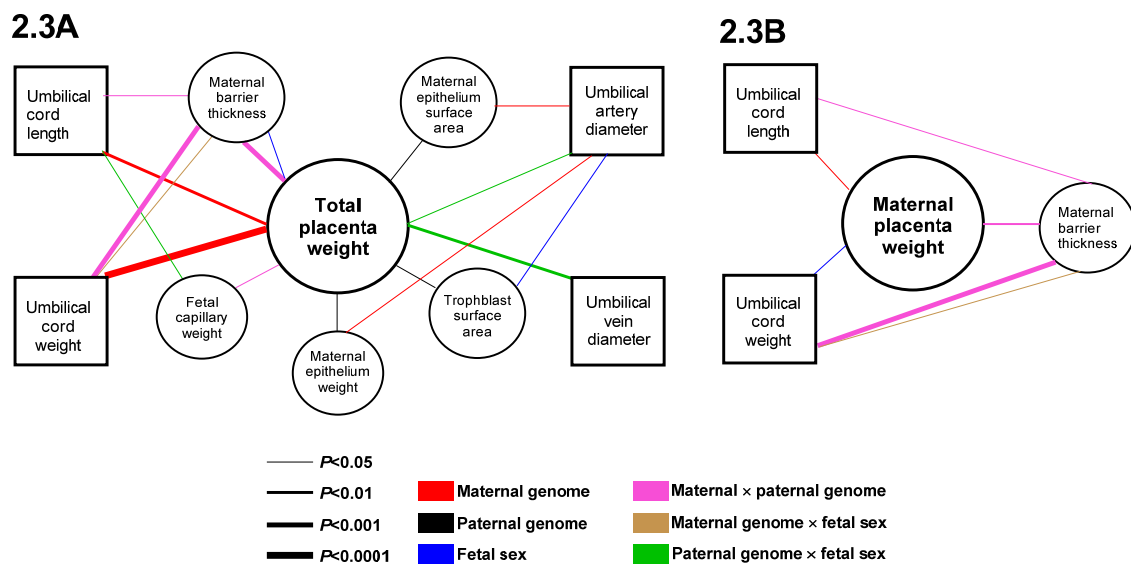 2.3A
Umbilical
cord
length
Maternal
barrier
thickness
Maternal
epithelium
surface
area
Umbilical
artery
diameter
Total
placenta
weight
Umbilical
cord
weight
Fetal
capillary
weight
Maternal
epithelium
weight
Trophblast
surface
area
Umbilical
vein
diameter
2.3B
Umbilical
cord
length
Maternal
placenta
weight
Maternal
barrier
thickness
Umbilical
cord
weight
P<0.05
P<0.01
P<0.001
P<0.0001
Maternal genome
Paternal genome
Fetal sex
Maternal × paternal genome
Maternal genome × fetal sex
Paternal genome × fetal sex